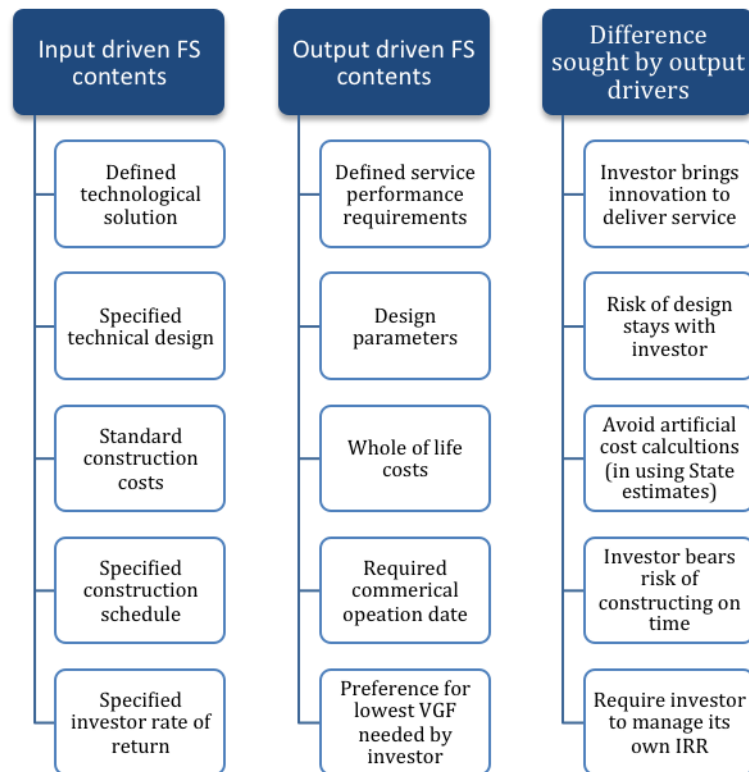 Input driven FS
contents
Defined
technological
solution
Specified
technical design
Standard
construction
costs
Specified
construction
schedule
Specified
investor rate of
return
Output driven FS
contents
Defined service
performance
requirements
Design
parameters
Whole of life
costs
Required
commerical
opeation date
Preference for
lowest VGF
needed by
investor
Difference
sought by output
drivers
Investor brings
innovation to
deliver service
Risk of design
stays with
investor
Avoid artificial
cost calcultions
(in using State
estimates)
Investor bears
risk of
constructing on
time
Require investor
to manage its
own IRR